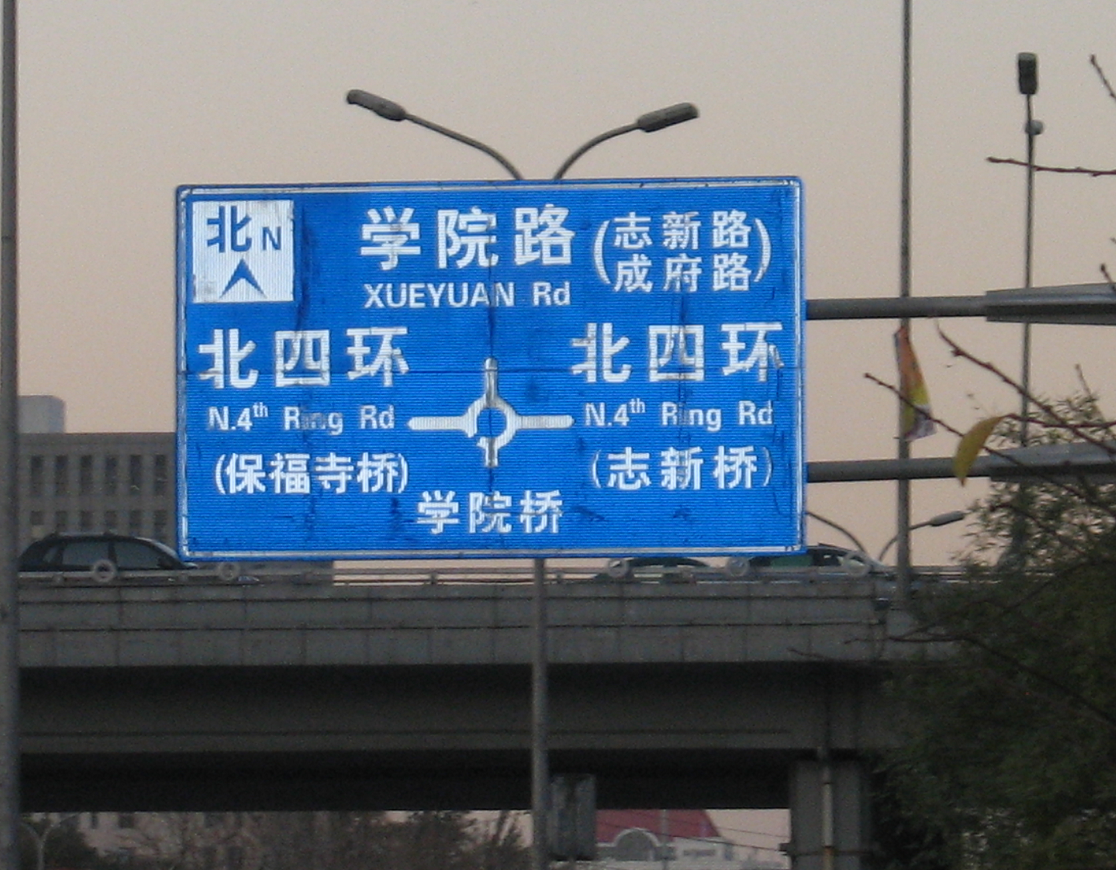 北 N
学院路
(志新路
成府路)
XUEYUAN Rd
北四环
N.4th Ring Rd
(保福寺桥)
北四环
N.4th Ring Rd
(志新桥)
学院桥